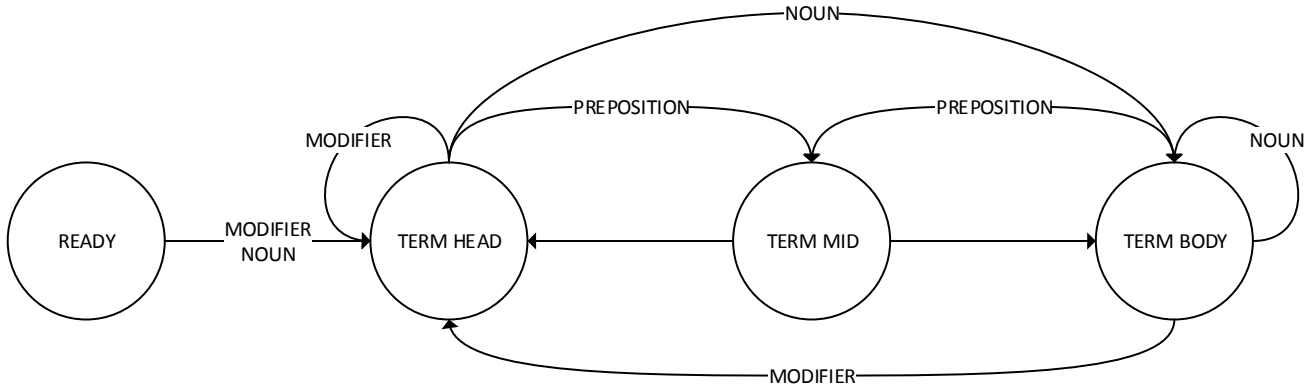 NOUN
PREPOSITION
PREPOSITION
MODIFIER
NOUN
READY
MODIFIER
NOUN
TERM HEAD
TERM MID
TERM BODY
MODIFIER